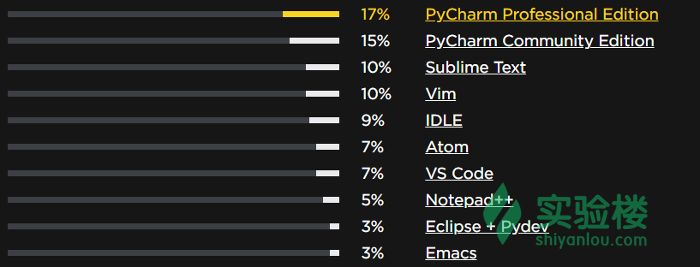 17% PyCharm Professional Edition
15% PyCharm Community Edition
10% Sublime Text
10% Vim
9% IDLE
7% Atom
7% VS Code
5% Notepad++
3% Eclipse + Pydev
3% Emacs
实验楼
shiyanlou.com